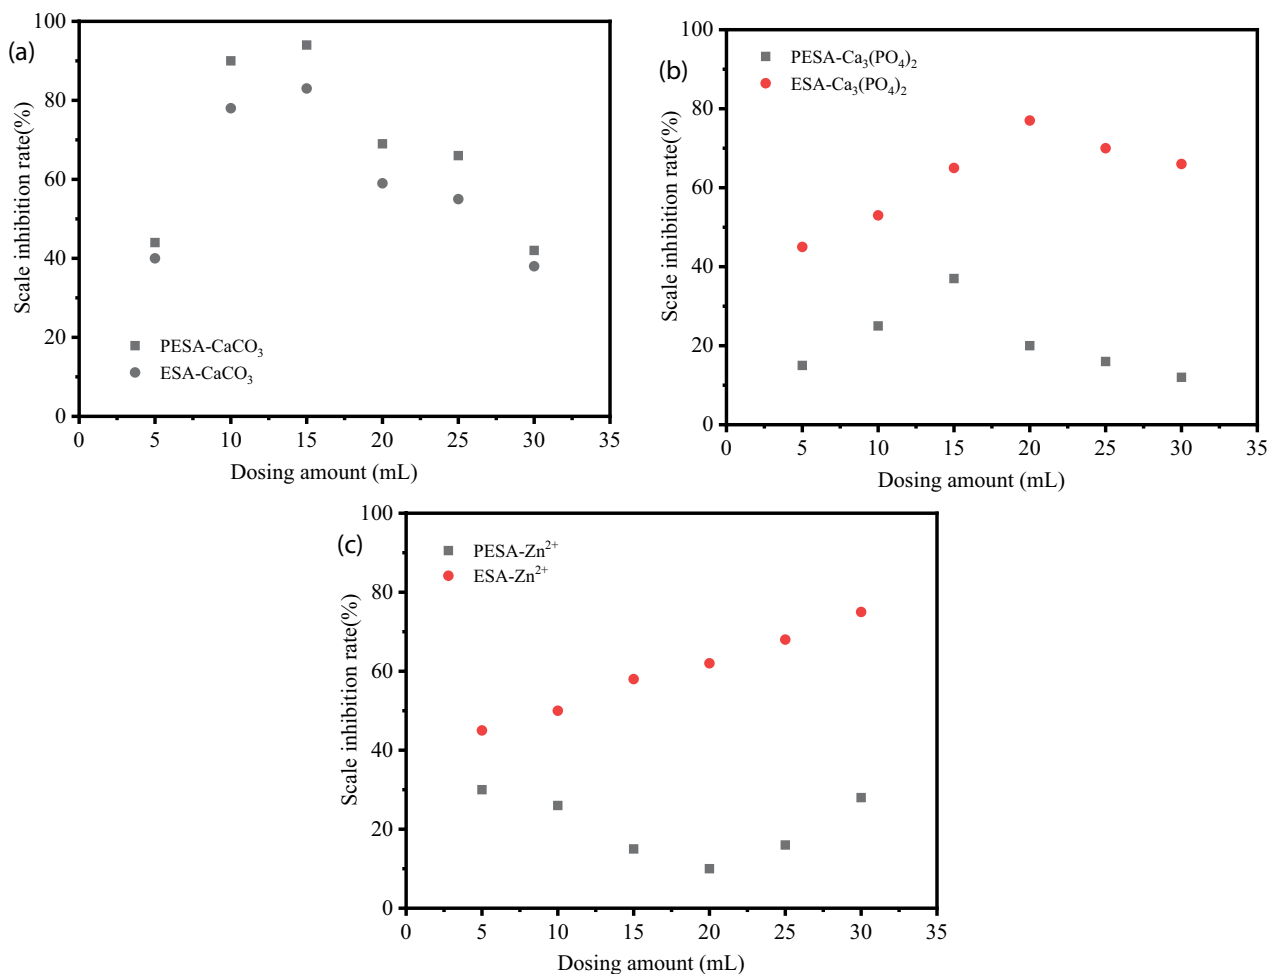 (a)
100
80
60
40
20
0
Scale inhibition rate(%)
PESA-CaCO₃
ESA-CaCO₃
0 5 10 15 20 25 30 35
Dosing amount (mL)
(b)
100
80
60
40
20
0
Scale inhibition rate(%)
PESA-Ca₃(PO₄)₂
ESA-Ca₃(PO₄)₂
0 5 10 15 20 25 30 35
Dosing amount (mL)
(c)
100
80
60
40
20
0
Scale inhibition rate(%)
PESA-Zn²⁺
ESA-Zn²⁺
0 5 10 15 20 25 30 35
Dosing amount (mL)